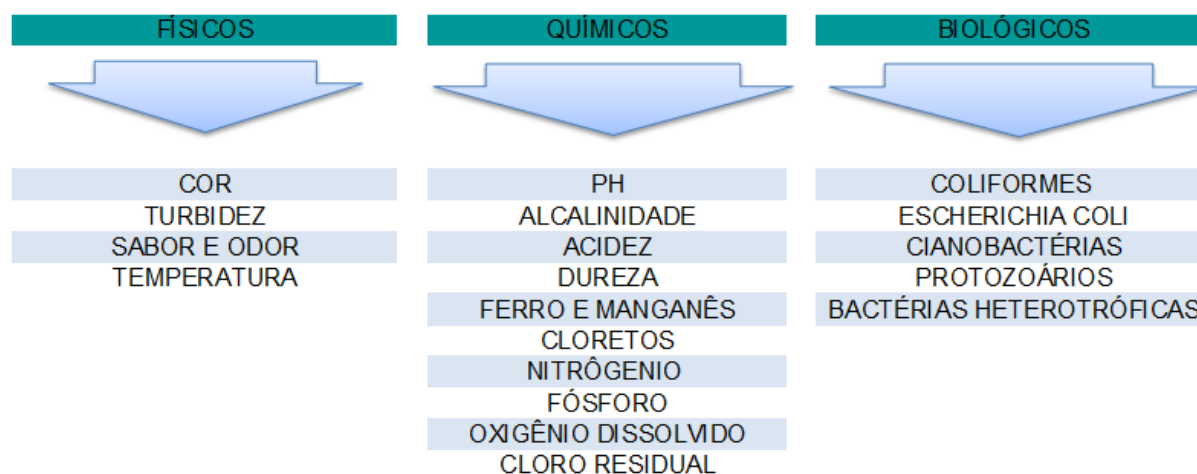 FÍSICOS
COR
TURBIDEZ
SABOR E ODOR
TEMPERATURA
QUÍMICOS
PH
ALCALINIDADE
ACIDEZ
DUREZA
FERRO E MANGANÊS
CLORETOS
NITRÔGENIO
FÓSFORO
OXIGÊNIO DISSOLVIDO
CLORO RESIDUAL
BIOLÓGICOS
COLIFORMES
ESCHERICHIA COLI
CIANOBACTÉRIAS
PROTOZOÁRIOS
BACTÉRIAS HETEROTRÓFICAS